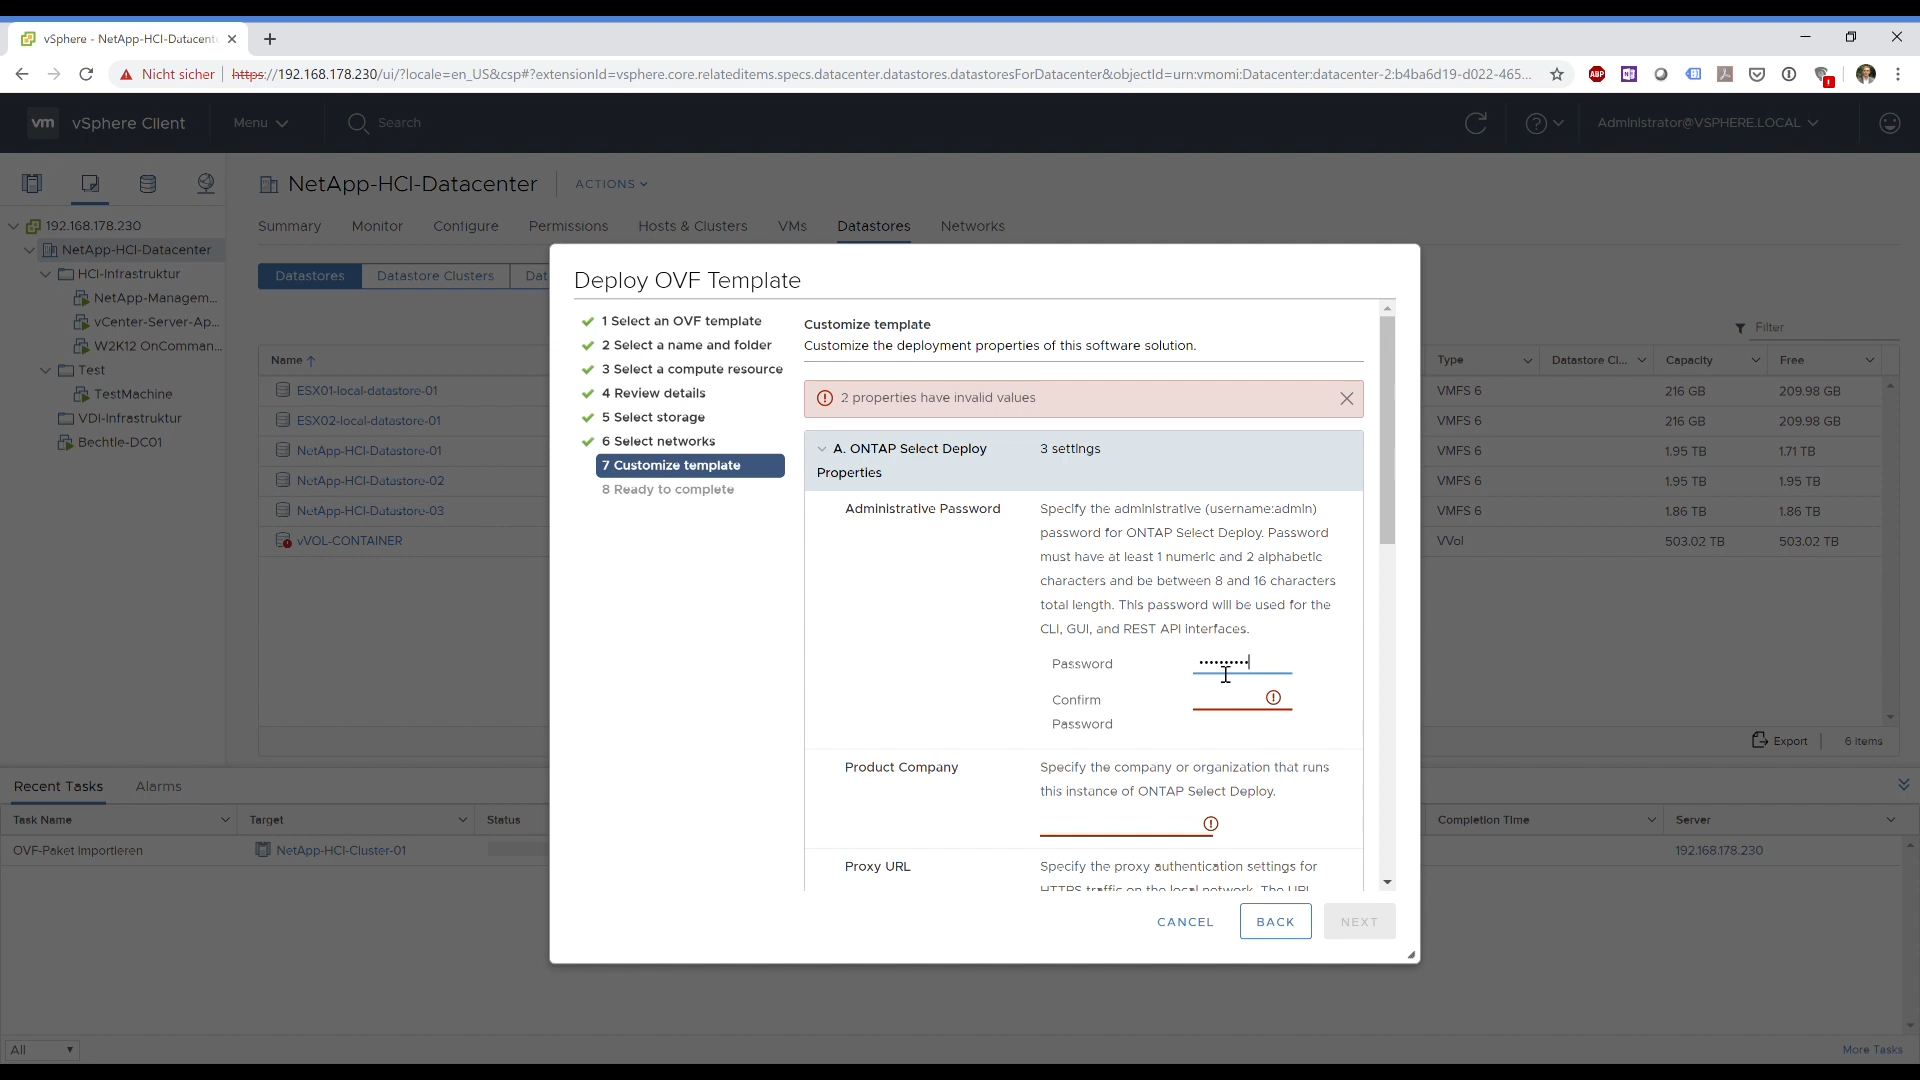 vSphere - NetApp-HCI-Datacent
Nicht sicher
https://192.168.178.230/ui/?locale=en_US&csp#?extensionId=vsphere.core.relateditems.specs.datacenter.datastores.datastoresForDatacenter&objectId=urn:vmomi:Datacenter:datacenter-2:b4ba6d19-d022-465...
ABP
vm vSphere Client
Menu
Search
Administrator@VSPHERE.LOCAL
NetApp-HCI-Datacenter
ACTIONS
Summary Monitor Configure Permissions Hosts & Clusters VMs Datastores Networks
192.168.178.230
NetApp-HCI-Datacenter
HCI-Infrastruktur
NetApp-Managem...
vCenter-Server-Ap...
W2K12 OnComman...
Test
TestMachine
VDI-Infrastruktur
Bechtle-DC01
Datastores Datastore Clusters Dat
Filter
Name Type Datastore Cl... Capacity Free
ESX01-local-datastore-01 VMFS 6 216 GB 209.98 GB
ESX02-local-datastore-01 VMFS 6 216 GB 209.98 GB
NetApp-HCI-Datastore-01 VMFS 6 1.95 TB 1.71 TB
NetApp-HCI-Datastore-02 VMFS 6 1.95 TB 1.95 TB
NetApp-HCI-Datastore-03 VMFS 6 1.86 TB 1.86 TB
vVOL-CONTAINER VVol 503.02 TB 503.02 TB
Export 6 items
Deploy OVF Template
1 Select an OVF template
2 Select a name and folder
3 Select a compute resource
4 Review details
5 Select storage
6 Select networks
7 Customize template
8 Ready to complete
Customize template
Customize the deployment properties of this software solution.
2 properties have invalid values
A. ONTAP Select Deploy Properties
3 settings
Administrative Password
Specify the administrative (username:admin)
password for ONTAP Select Deploy. Password
must have at least 1 numeric and 2 alphabetic
characters and be between 8 and 16 characters
total length. This password will be used for the
CLI, GUI, and REST API interfaces.
Password ••••••••••
Confirm
Password
Product Company
Specify the company or organization that runs
this instance of ONTAP Select Deploy.
Proxy URL
Specify the proxy authentication settings for
HTTPS traffic on the local network. The URL
CANCEL BACK NEXT
Recent Tasks Alarms
Task Name Target Status Completion Time Server
OVF-Paket importieren NetApp-HCI-Cluster-01 192.168.178.230
All
More Tasks